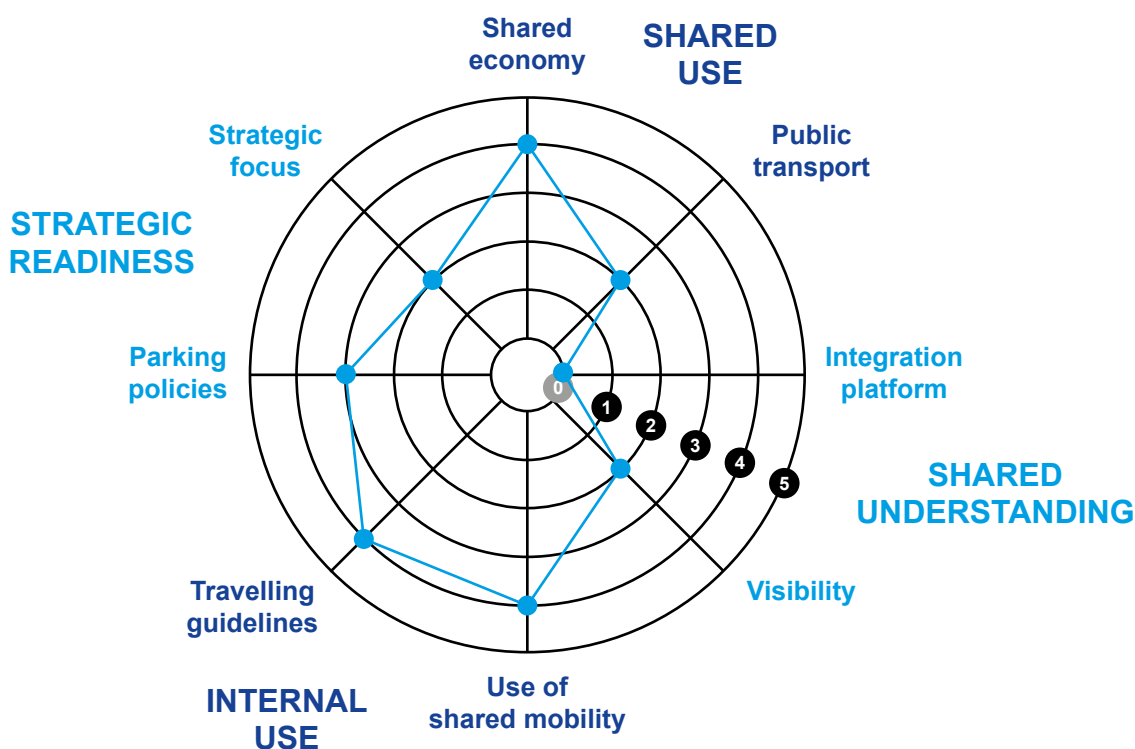 Shared
economy
SHARED
USE
Strategic
focus
Public
transport
STRATEGIC
READINESS
Parking
policies
Integration
platform
0
1
2
3
4
5
SHARED
UNDERSTANDING
Travelling
guidelines
Visibility
INTERNAL
USE
Use of
shared mobility